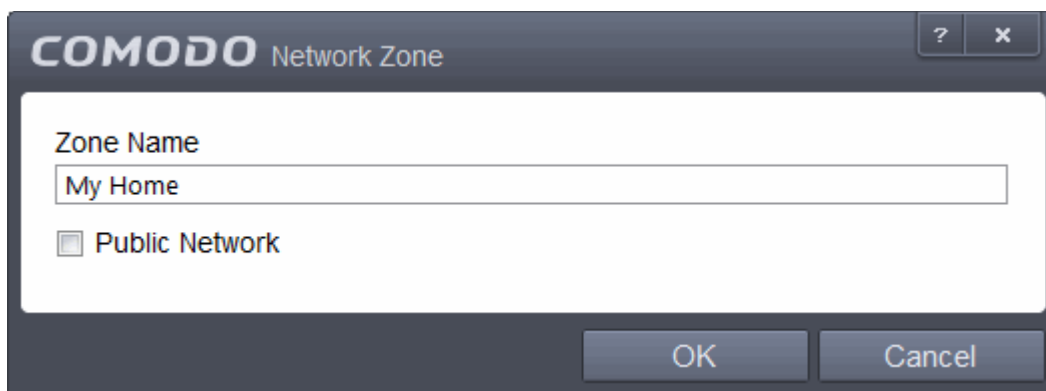 COMODO Network Zone ? x
Zone Name
My Home
Public Network
OK Cancel